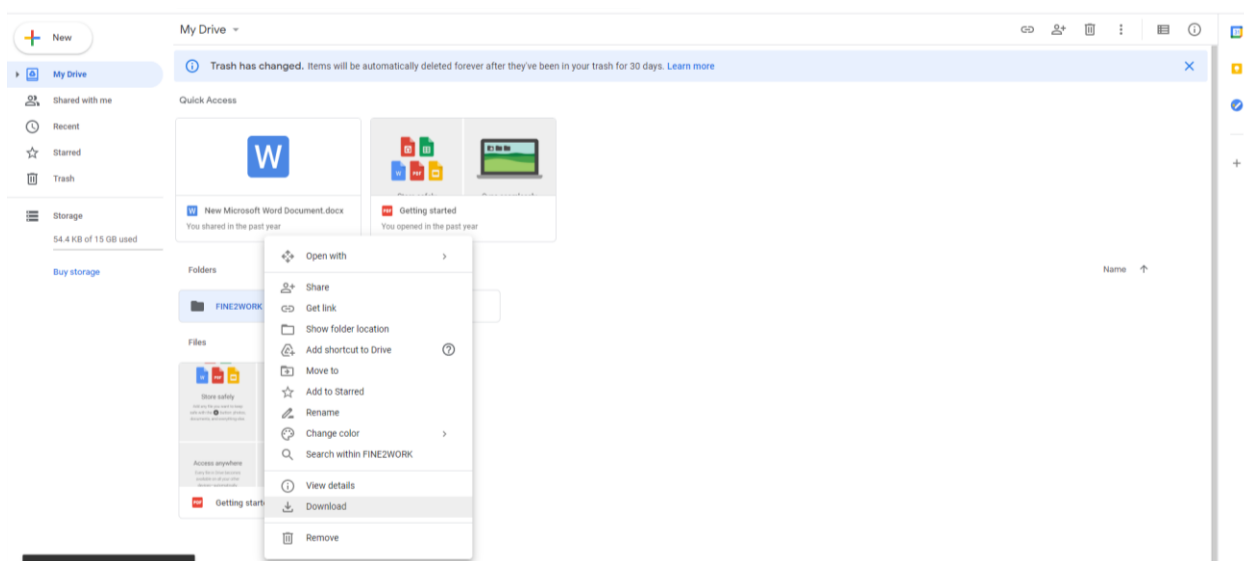 New
My Drive
Trash has changed. Items will be automatically deleted forever after they've been in your trash for 30 days. Learn more
My Drive
Shared with me
Recent
Starred
Trash
Storage
54.4 KB of 15 GB used
Buy storage
Quick Access
W
W PDF
W New Microsoft Word Document.docx
You shared in the past year
PDF Getting started
You opened in the past year
Folders
Name
FINE2WORK
Files
W PDF
Store safely
Access anywhere
PDF Getting start
Open with
Share
Get link
Show folder location
Add shortcut to Drive
Move to
Add to Starred
Rename
Change color
Search within FINE2WORK
View details
Download
Remove